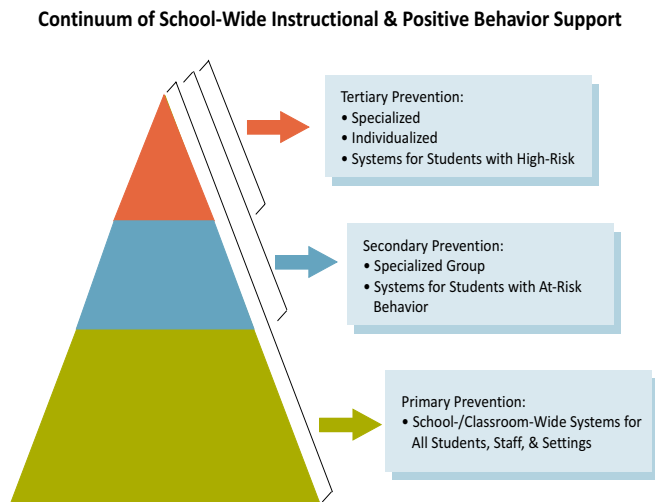 Continuum of School-Wide Instructional & Positive Behavior Support
Tertiary Prevention:
• Specialized
• Individualized
• Systems for Students with High-Risk
Secondary Prevention:
• Specialized Group
• Systems for Students with At-Risk
Behavior
Primary Prevention:
• School-/Classroom-Wide Systems for
All Students, Staff, & Settings